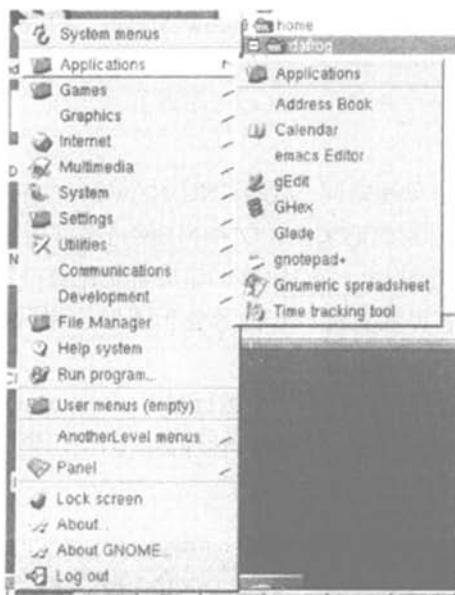 System menus
Applications
Games
Graphics
Internet
Multimedia
System
Settings
Utilities
Communications
Development
File Manager
Help system
Run program...
User menus (empty)
AnotherLevel menus
Panel
Lock screen
About...
About GNOME...
Log out
home
dafrog
Applications
Address Book
Calendar
emacs Editor
gEdit
GHex
Glade
gnotepad+
Gnumeric spreadsheet
Time tracking tool